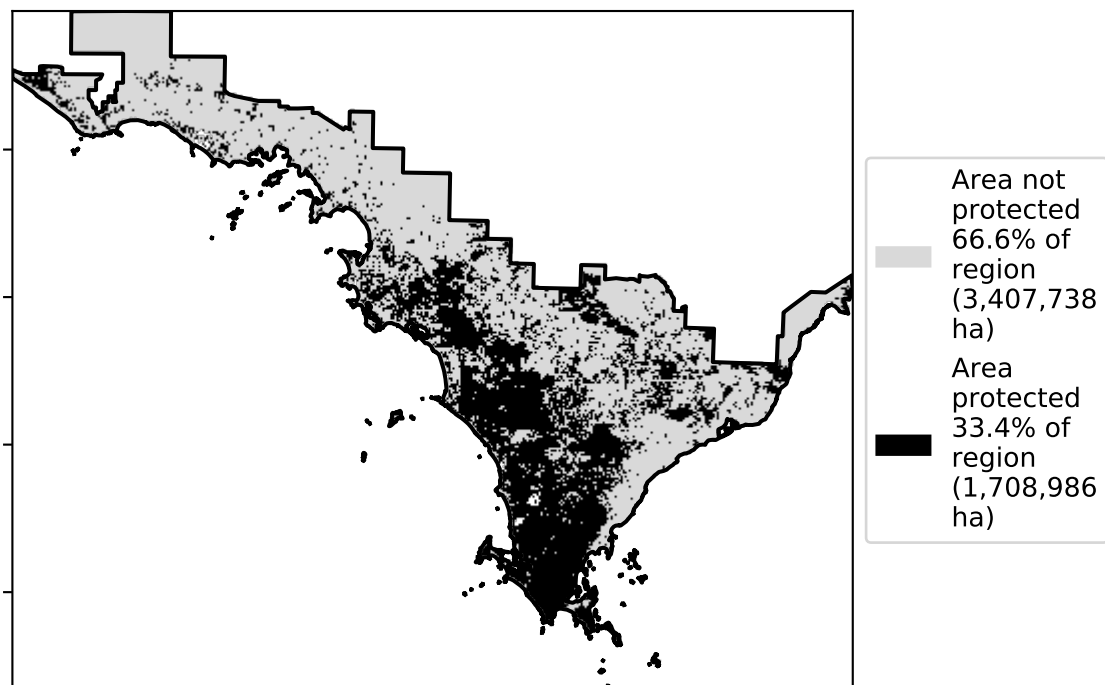 Area not
protected
66.6% of
region
(3,407,738
ha)
Area
protected
33.4% of
region
(1,708,986
ha)